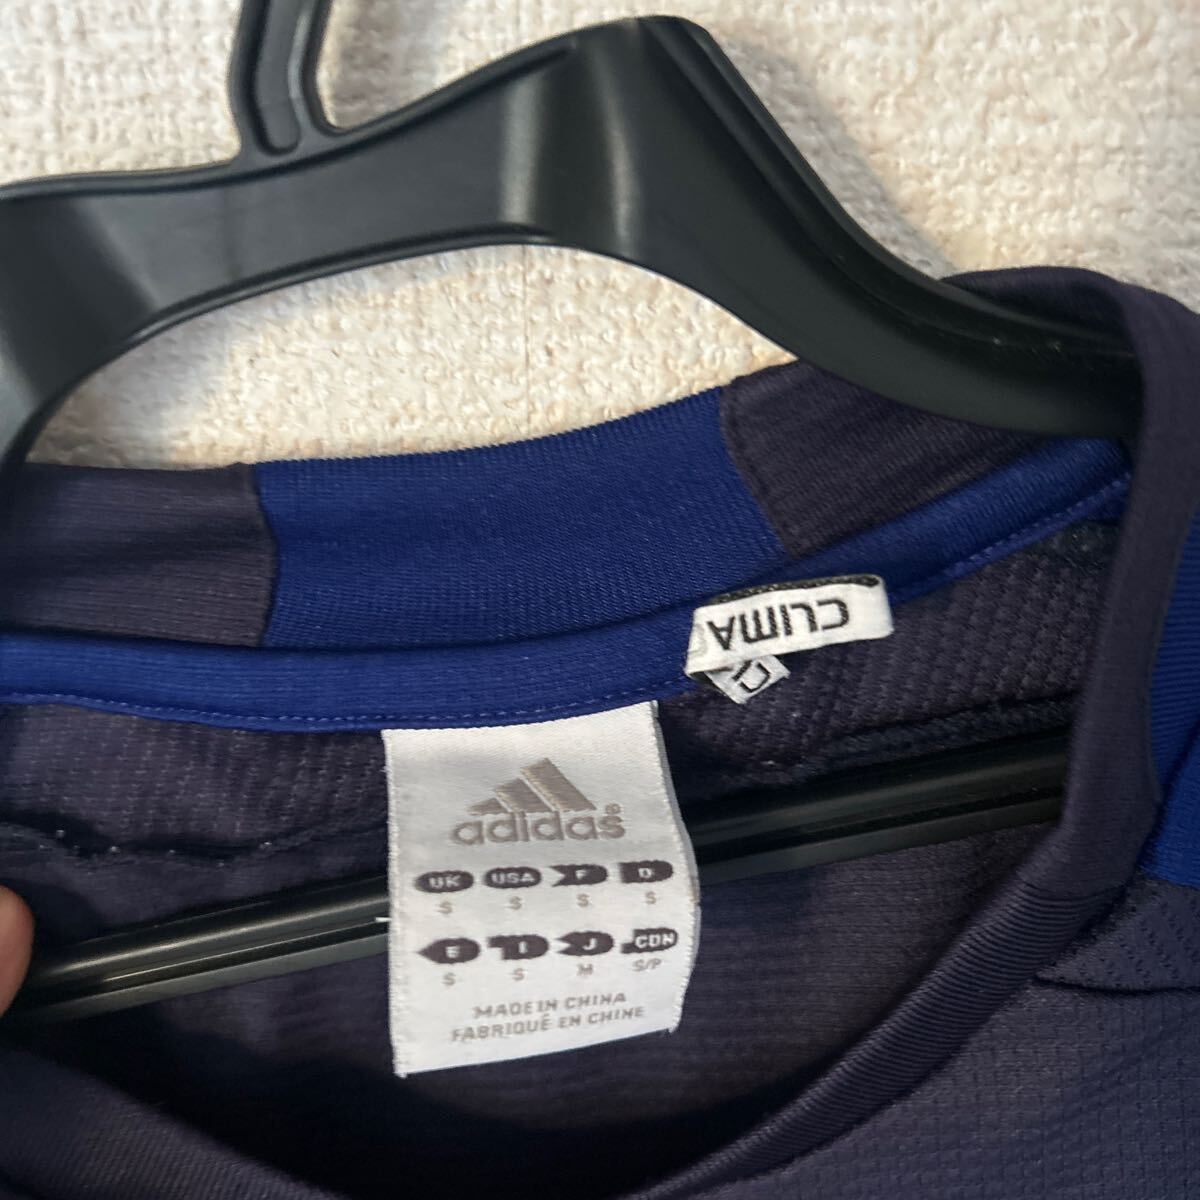 CLIMA
adidas®
UK USA F D
S S S S
E I J CDN
S S M S/P
MADE IN CHINA
FABRIQUÉ EN CHINE